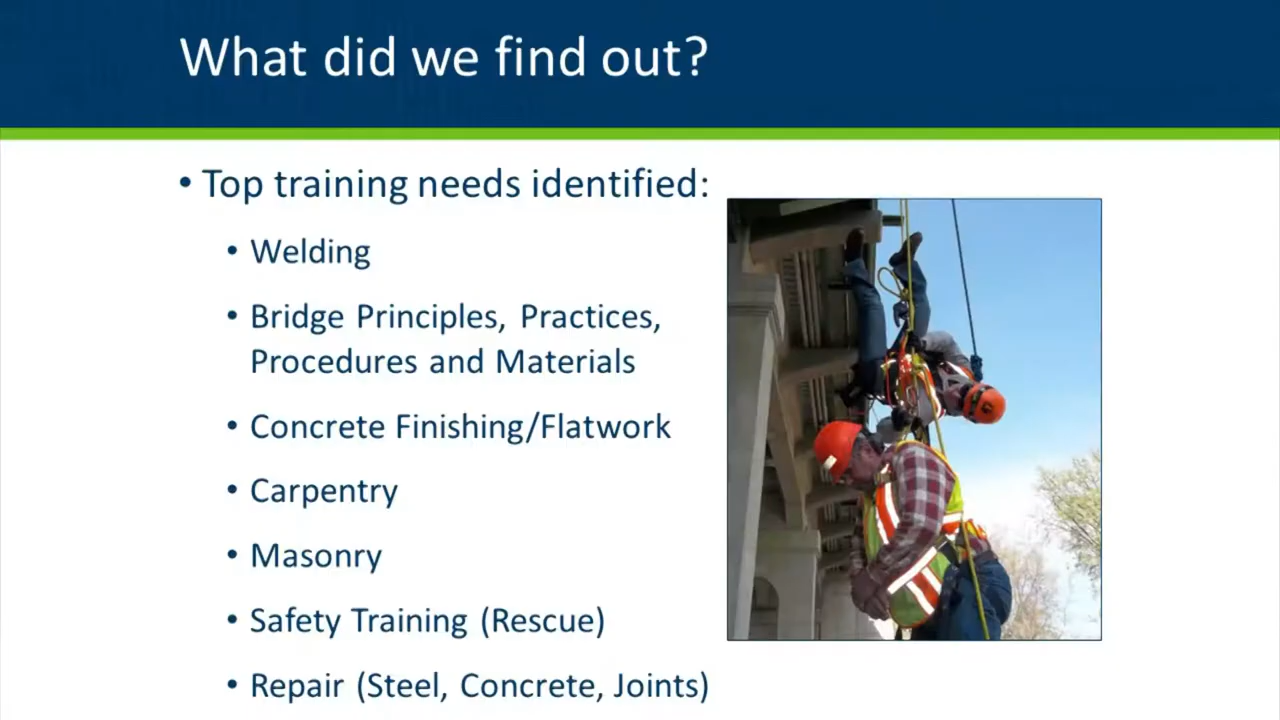 What did we find out?
• Top training needs identified:
• Welding
• Bridge Principles, Practices,
Procedures and Materials
• Concrete Finishing/Flatwork
• Carpentry
• Masonry
• Safety Training (Rescue)
• Repair (Steel, Concrete, Joints)